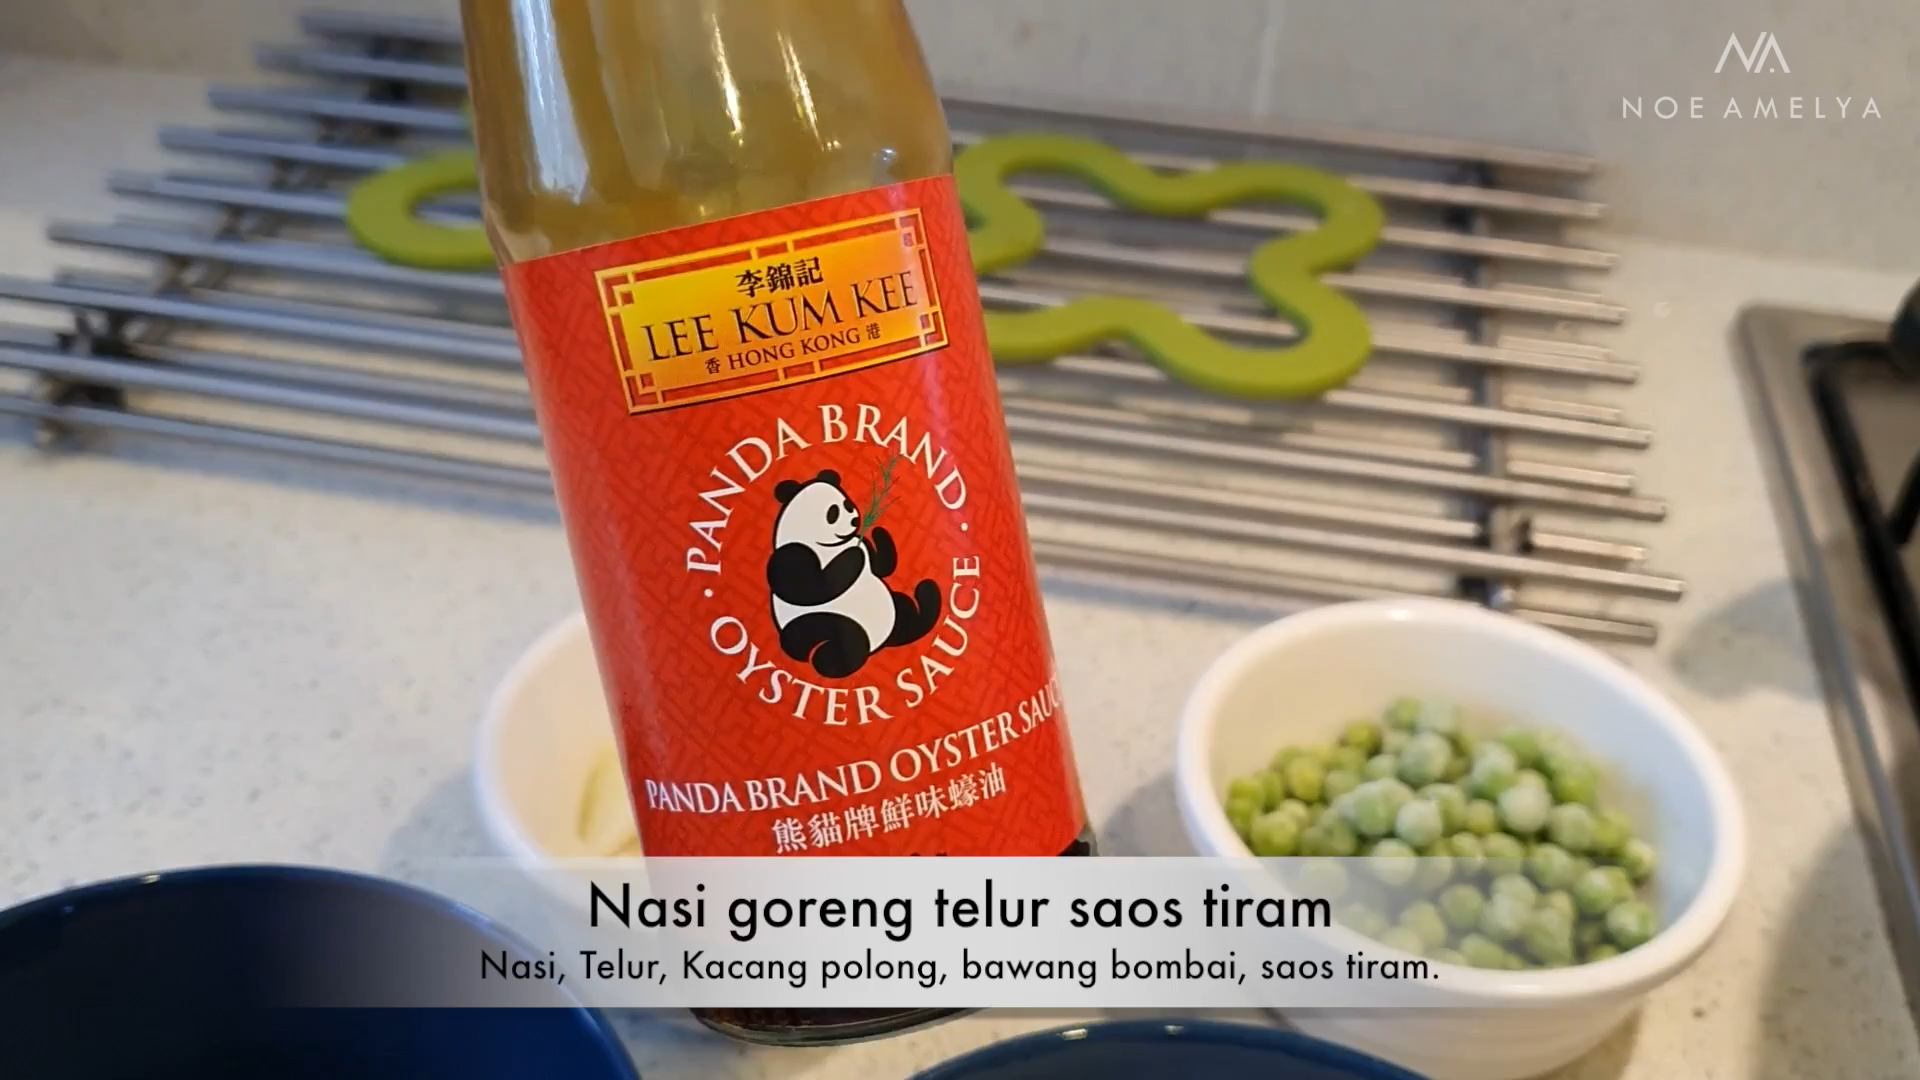 NA
NOE AMELYA
李錦記
LEE KUM KEE
香 HONG KONG 港
· PANDA BRAND ·
OYSTER SAUCE
PANDA BRAND OYSTER SAUCE
熊貓牌鮮味蠔油
Nasi goreng telur saos tiram
Nasi, Telur, Kacang polong, bawang bombai, saos tiram.